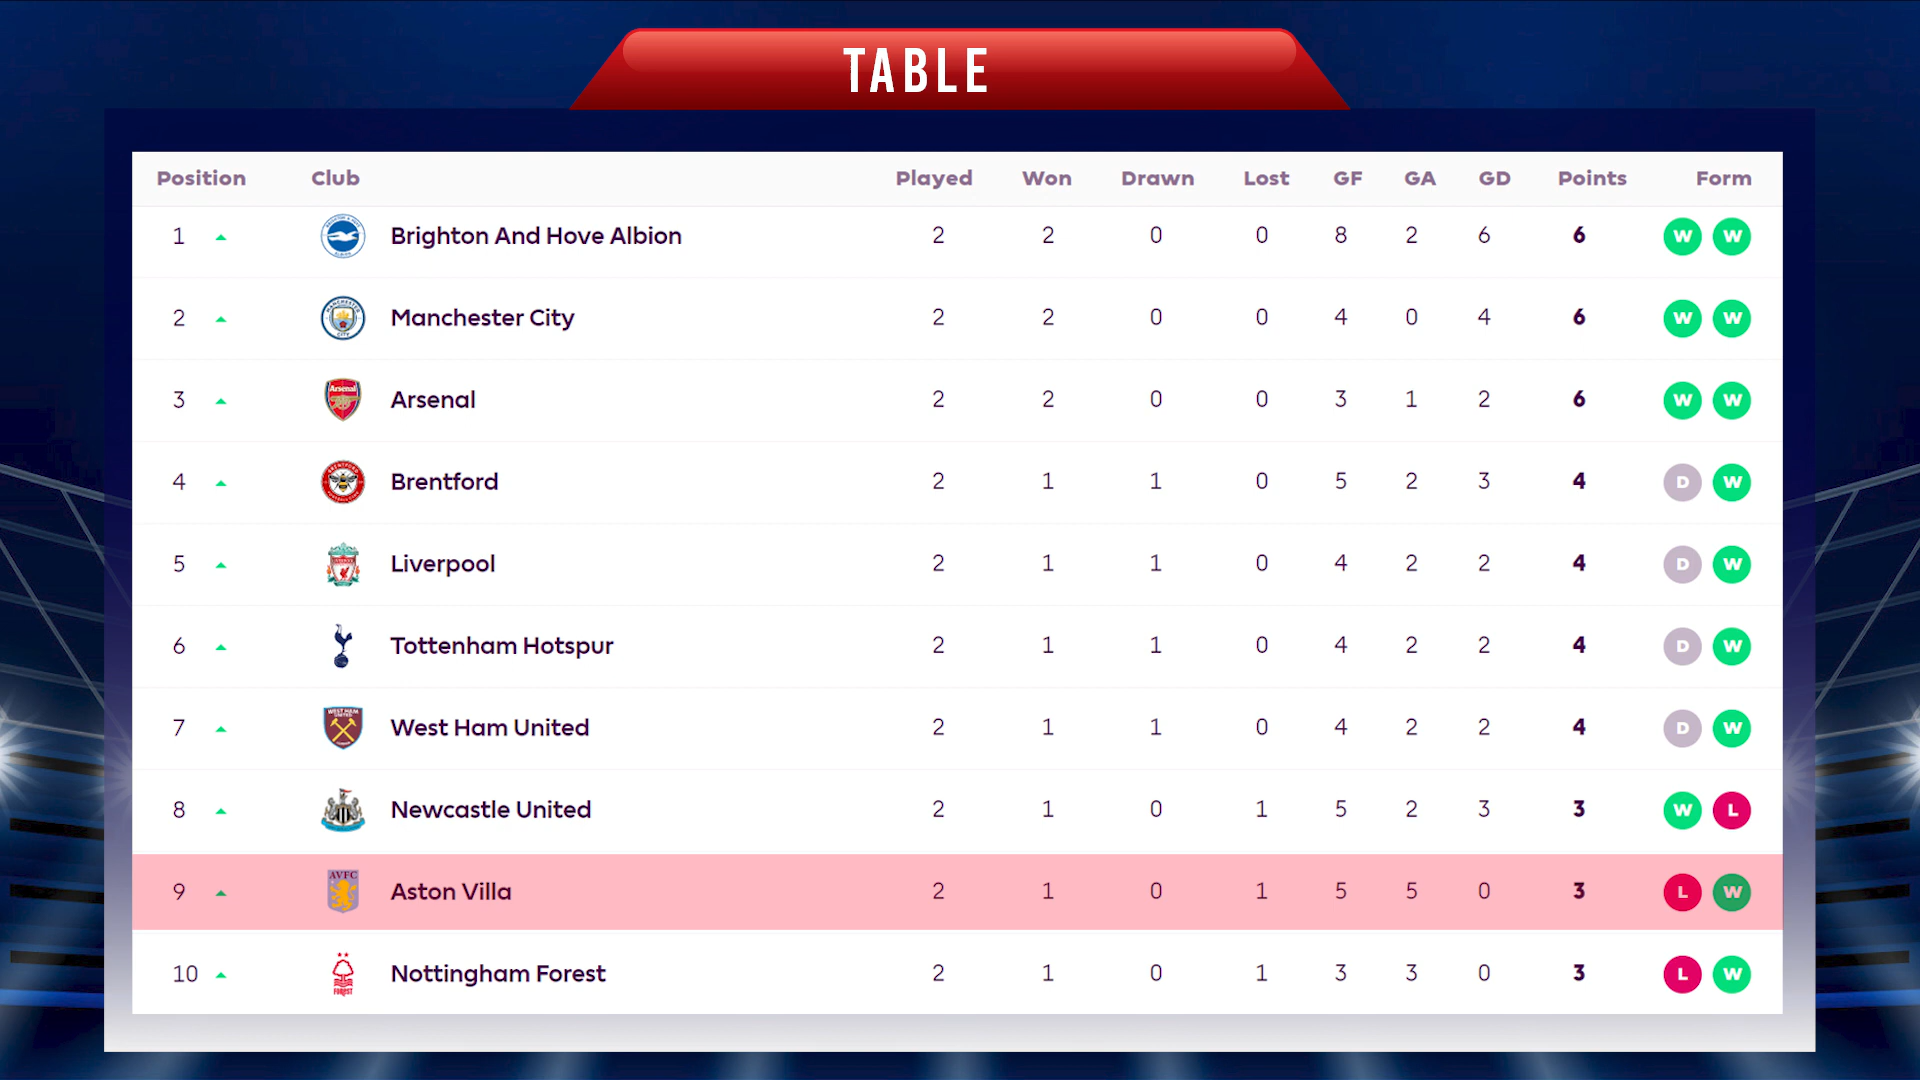 TABLE
Position Club Played Won Drawn Lost GF GA GD Points Form
1 Brighton And Hove Albion 2 2 0 0 8 2 6 6 W W
2 Manchester City 2 2 0 0 4 0 4 6 W W
3 Arsenal 2 2 0 0 3 1 2 6 W W
4 Brentford 2 1 1 0 5 2 3 4 D W
5 Liverpool 2 1 1 0 4 2 2 4 D W
6 Tottenham Hotspur 2 1 1 0 4 2 2 4 D W
7 West Ham United 2 1 1 0 4 2 2 4 D W
8 Newcastle United 2 1 0 1 5 2 3 3 W L
9 AVFC Aston Villa 2 1 0 1 5 5 0 3 L W
10 FOREST Nottingham Forest 2 1 0 1 3 3 0 3 L W